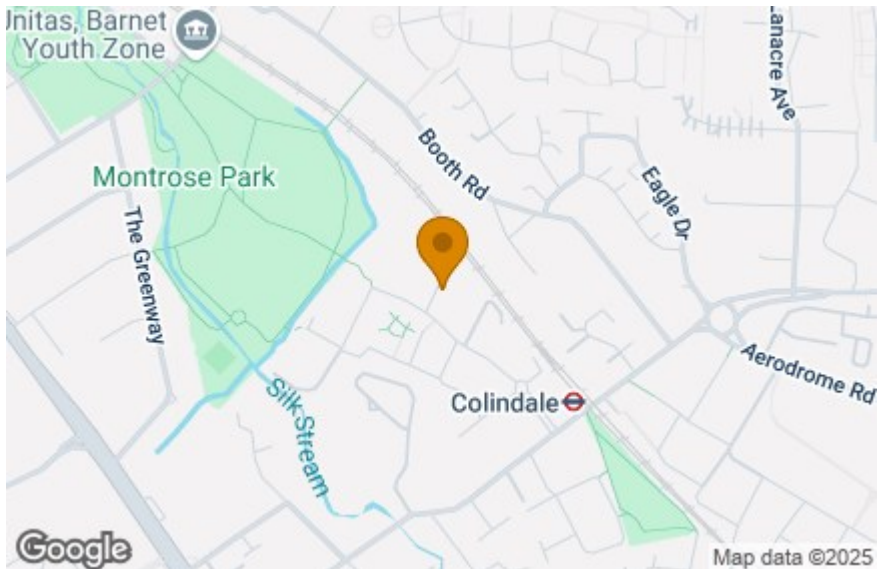 Unitas, Barnet
Youth Zone
Lanacre Ave
Booth Rd
Montrose Park
Eagle Dr
The Greenway
Aerodrome Rd
Silk Stream
Colindale
Google
Map data ©2025